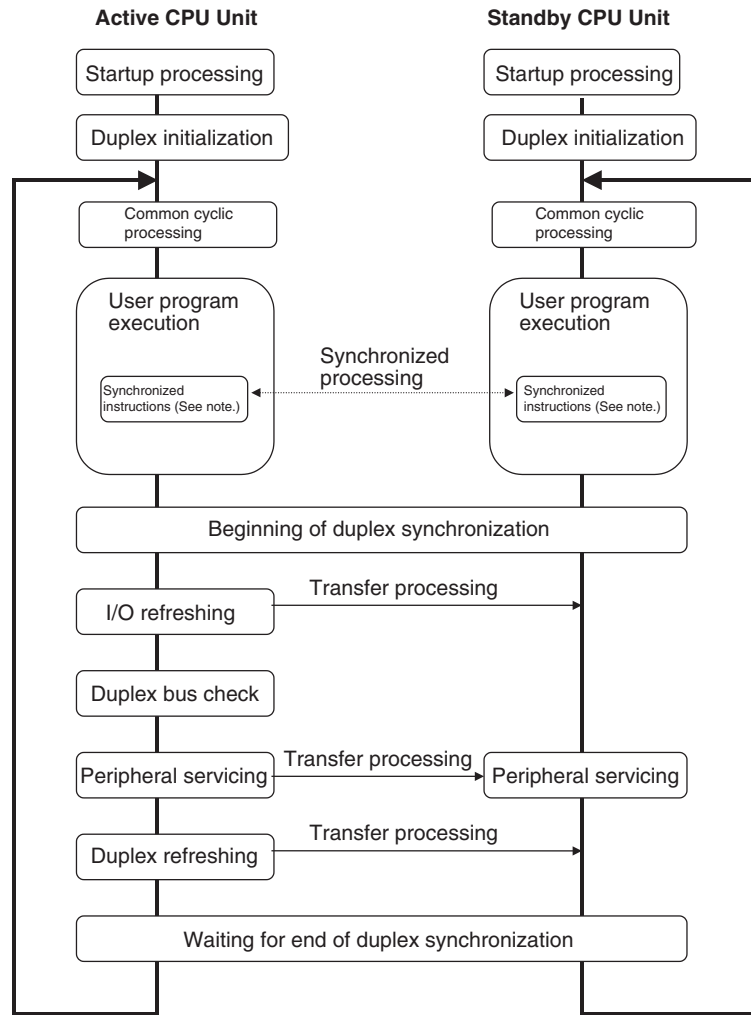 Active CPU Unit
Standby CPU Unit
Startup processing
Startup processing
Duplex initialization
Duplex initialization
Common cyclic
processing
Common cyclic
processing
User program
execution
User program
execution
Synchronized
processing
Synchronized
instructions (See note.)
Synchronized
instructions (See note.)
Beginning of duplex synchronization
Transfer processing
I/O refreshing
Duplex bus check
Transfer processing
Peripheral servicing
Peripheral servicing
Transfer processing
Duplex refreshing
Waiting for end of duplex synchronization